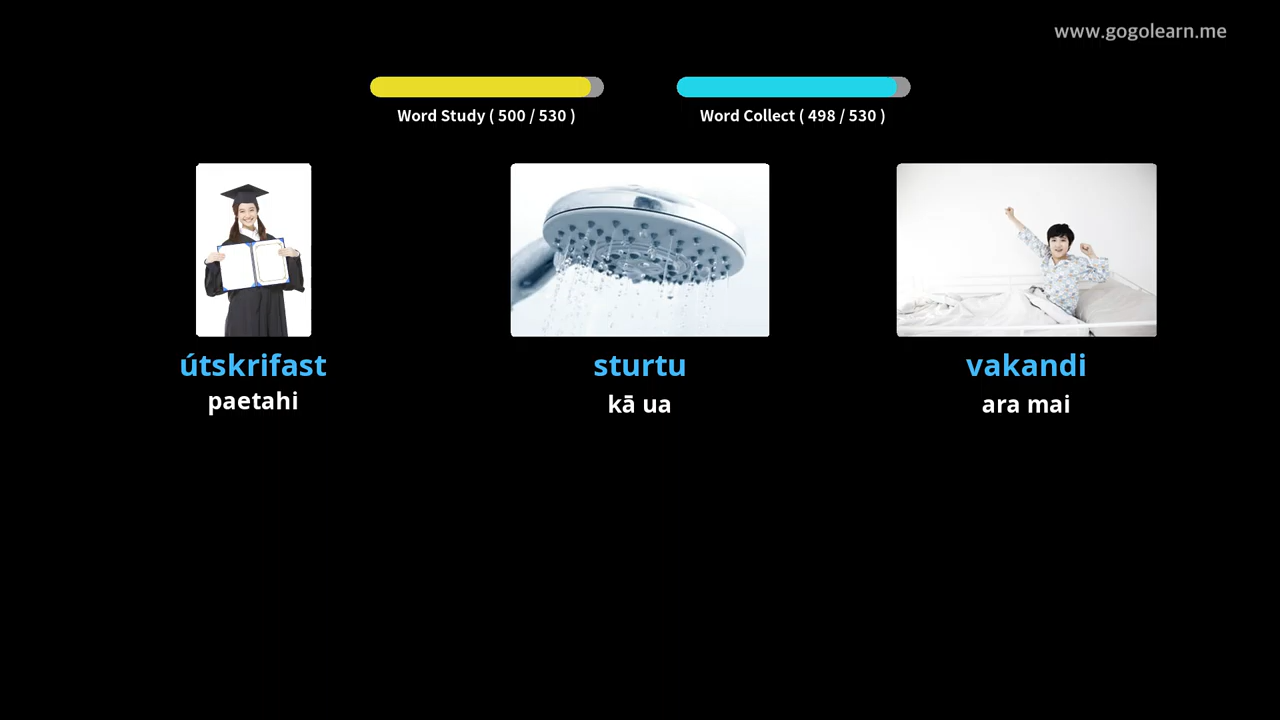 www.gogolearn.me
Word Study ( 500 / 530 )
Word Collect ( 498 / 530 )
útskrifast
sturtu
vakandi
paetahi
kā ua
ara mai